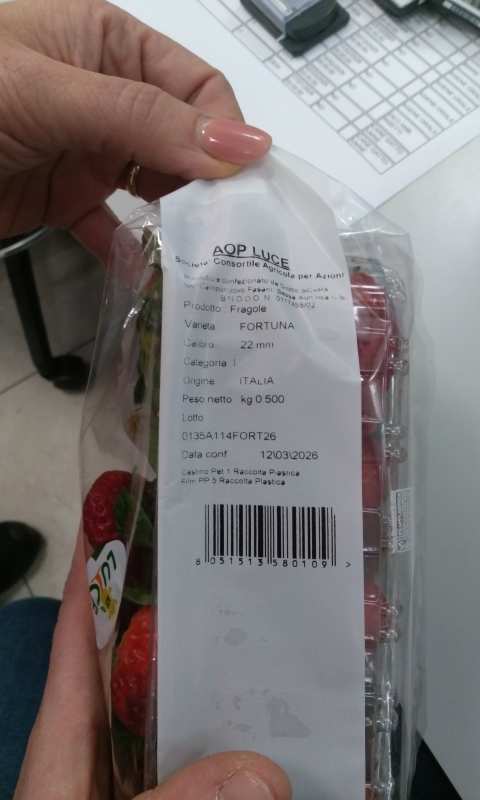 AOP LUCE
Societa' Consortile Agricola per Azioni
Prodotto: Fragole
Varieta FORTUNA
Calibro: 22 mm
Categoria I
Origine ITALIA
Peso netto kg 0.500
Lotto
0135A114FORT26
Data conf 12\03\2026
Cestino Pet 1 Raccolta Plastica
Film PP 5 Raccolta Plastica
8 051513 580109 >